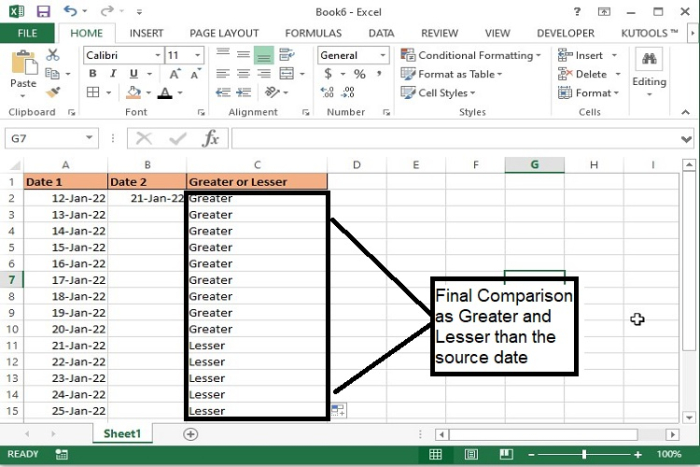 Book6 - Excel
FILE HOME INSERT PAGE LAYOUT FORMULAS DATA REVIEW VIEW DEVELOPER KUTOOLS ™
Paste
Clipboard
Calibri 11
B I U A A
Font
Alignment
General
$ % ,
Number
Conditional Formatting
Format as Table
Cell Styles
Styles
Insert
Delete
Format
Cells
Editing
G7 fx
A B C D E F G H I
1 Date 1 Date 2 Greater or Lesser
2 12-Jan-22 21-Jan-22 Greater
3 13-Jan-22 Greater
4 14-Jan-22 Greater
5 15-Jan-22 Greater
6 16-Jan-22 Greater
7 17-Jan-22 Greater
8 18-Jan-22 Greater
9 19-Jan-22 Greater
10 20-Jan-22 Greater
11 21-Jan-22 Lesser
12 22-Jan-22 Lesser
13 23-Jan-22 Lesser
14 24-Jan-22 Lesser
15 25-Jan-22 Lesser
Final Comparison
as Greater and
Lesser than the
source date
Sheet1
READY 100%